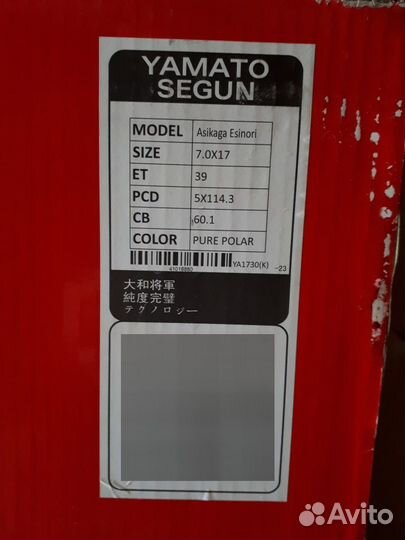 YAMATO
SEGUN
MODEL Asikaga Esinori
SIZE 7.0X17
ET 39
PCD 5X114.3
CB 60.1
COLOR PURE POLAR
41016860 YA1730(K) -23
大和将軍
純度完璧
テクノロジー
Avito